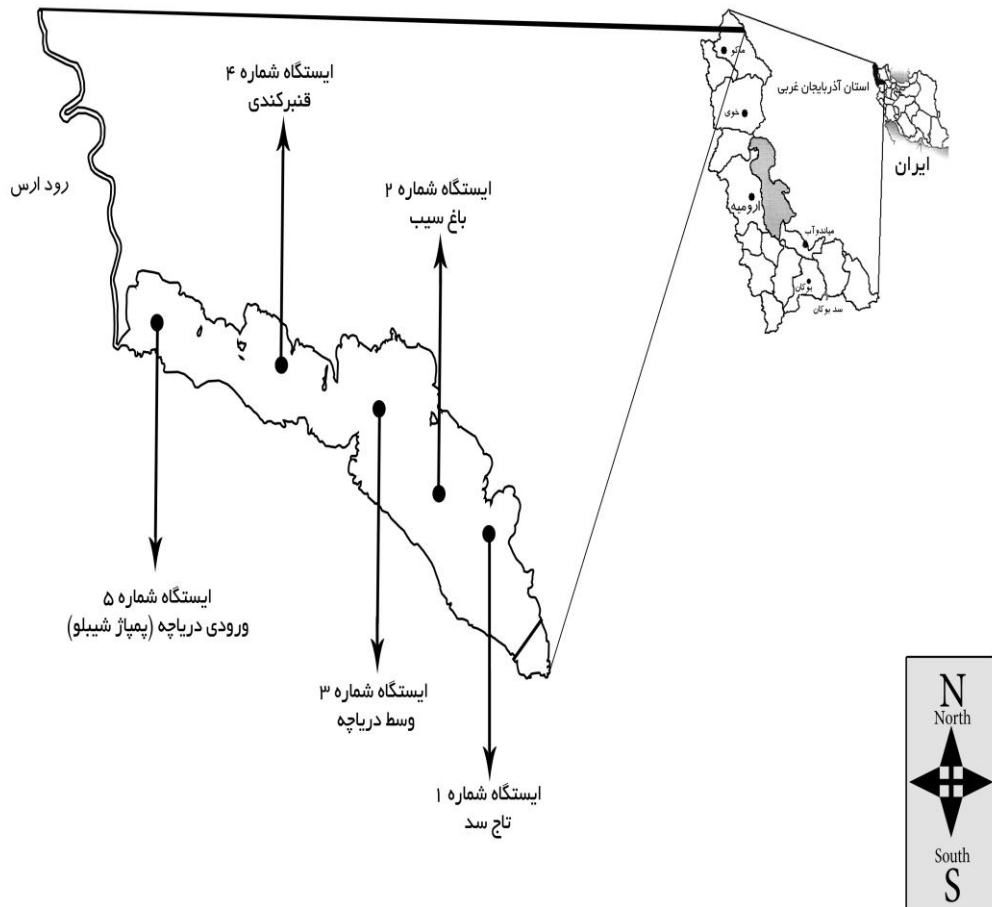 ماکو
استان آذربایجان غربی
خوی
ایران
ارومیه
میاندوآب
بوکان
سد بوکان
ایستگاه شماره ۴
قنبرکندی
رود ارس
ایستگاه شماره ۲
باغ سیب
ایستگاه شماره ۵
ورودی دریاچه (پمپاژ شیبلو)
ایستگاه شماره ۳
وسط دریاچه
ایستگاه شماره ۱
تاج سد
N
North
South
S